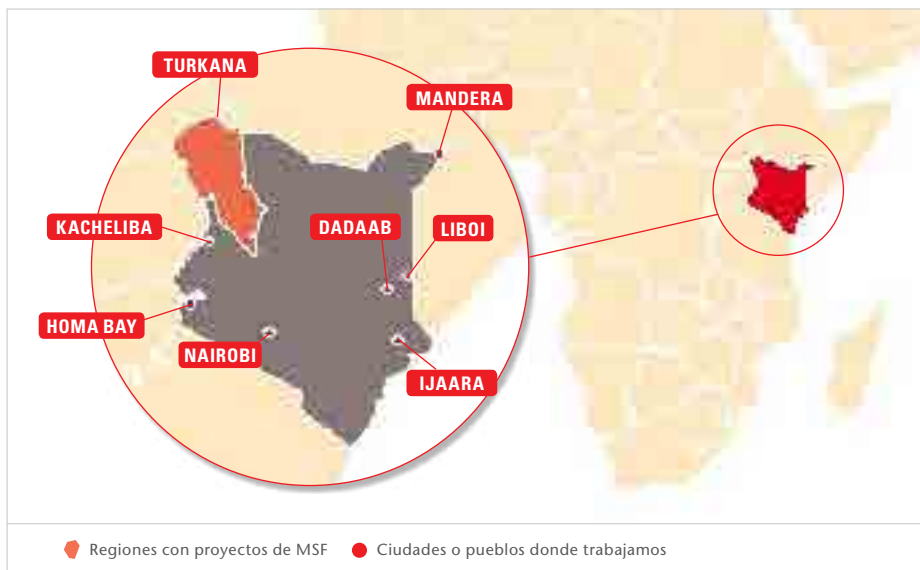 TURKANA
MANDERA
KACHELIBA
DADAAB
LIBOI
HOMA BAY
NAIROBI
IJAARA
Regiones con proyectos de MSF
Ciudades o pueblos donde trabajamos